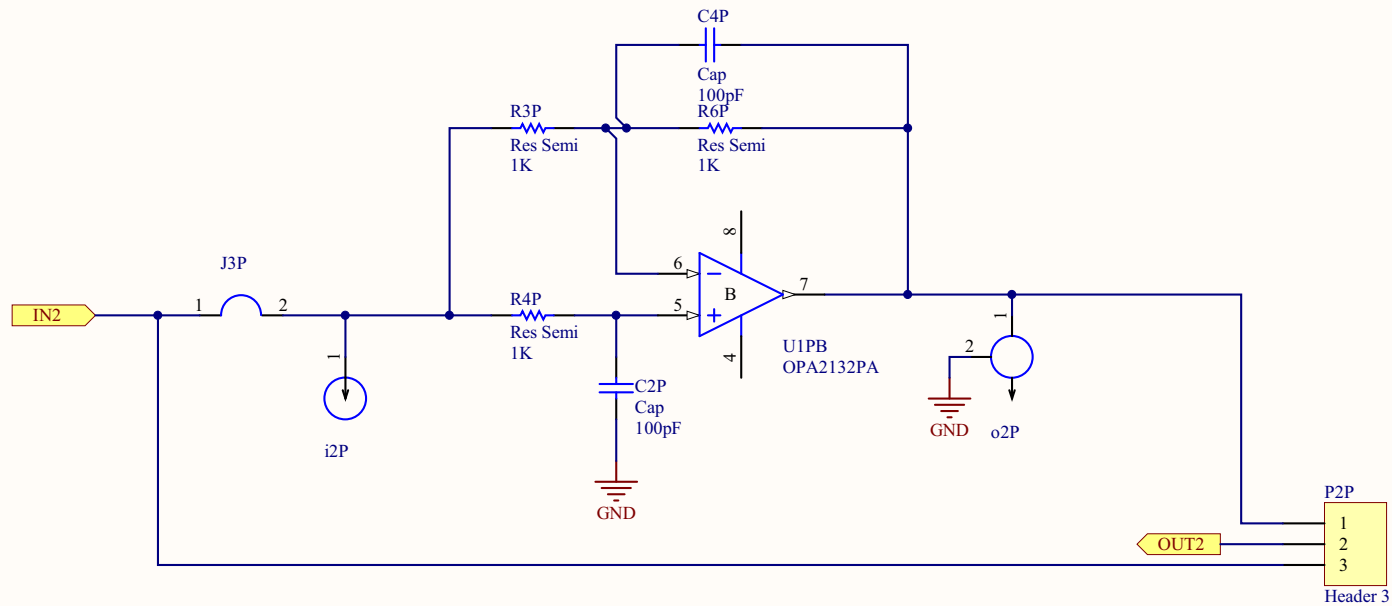 C4P
Cap
100pF
R3P
Res Semi
1K
R6P
Res Semi
1K
8
J3P
1
2
IN2
6
5
B
7
4
R4P
Res Semi
1K
U1PB
OPA2132PA
1
i2P
C2P
Cap
100pF
GND
1
2
GND
o2P
P2P
1
OUT2
2
3
Header 3